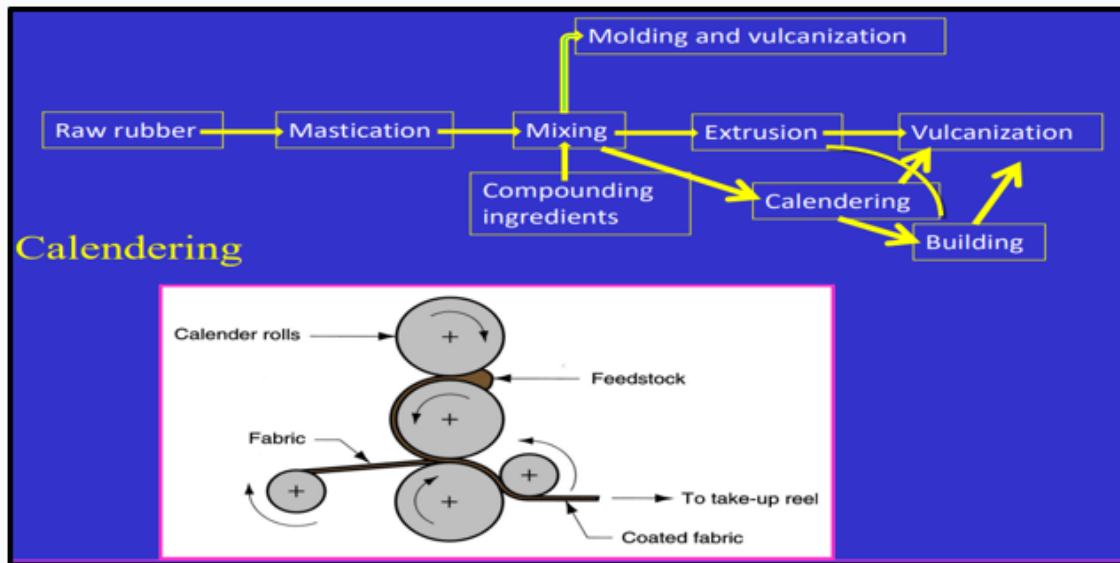 Molding and vulcanization
Raw rubber
Mastication
Mixing
Extrusion
Vulcanization
Compounding
ingredients
Calendering
Building
Calendering
Calender rolls
Feedstock
Fabric
To take-up reel
Coated fabric